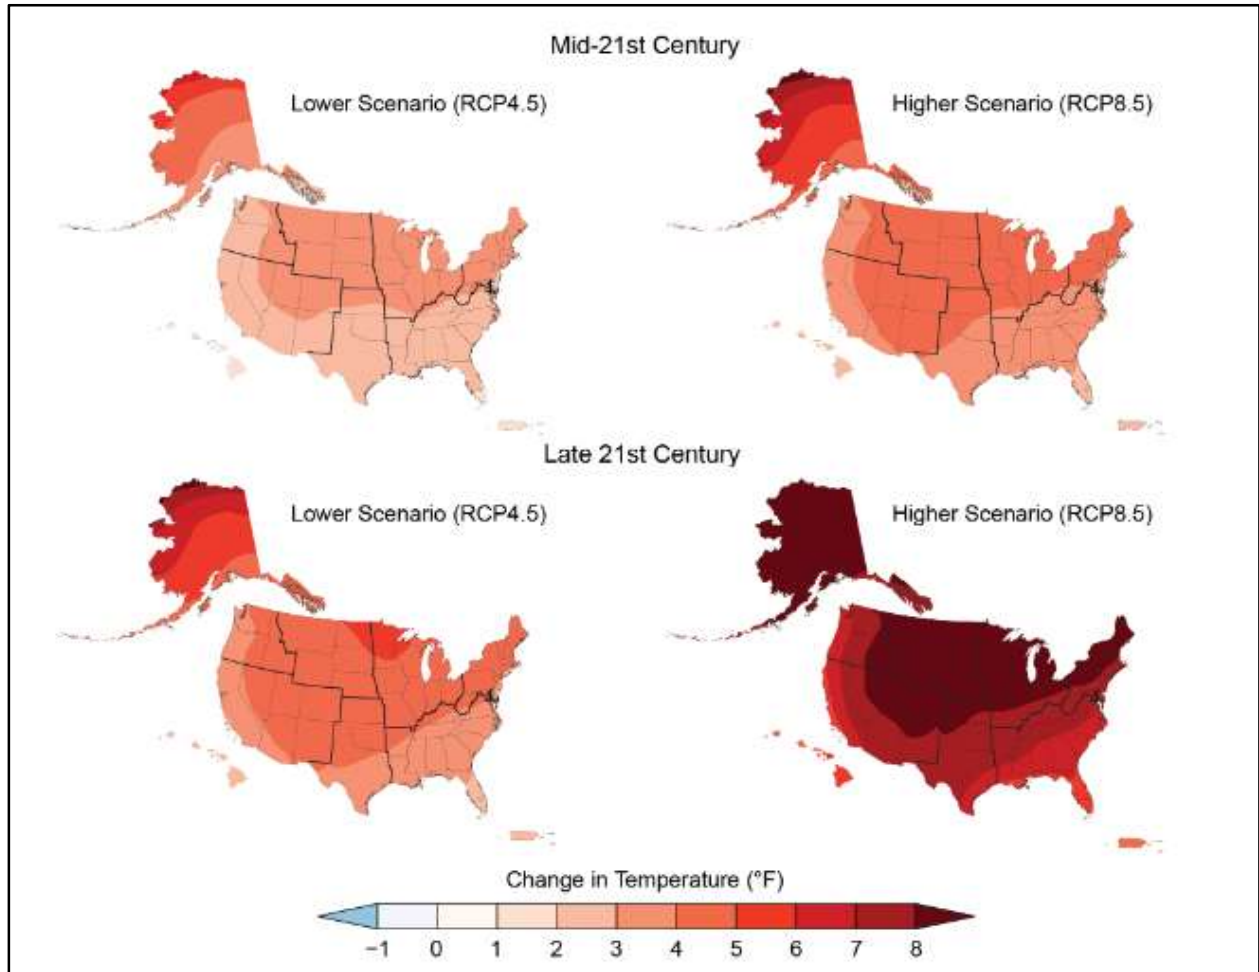 Mid-21st Century
Lower Scenario (RCP4.5)
Higher Scenario (RCP8.5)
Late 21st Century
Lower Scenario (RCP4.5)
Higher Scenario (RCP8.5)
Change in Temperature (°F)
−1 0 1 2 3 4 5 6 7 8